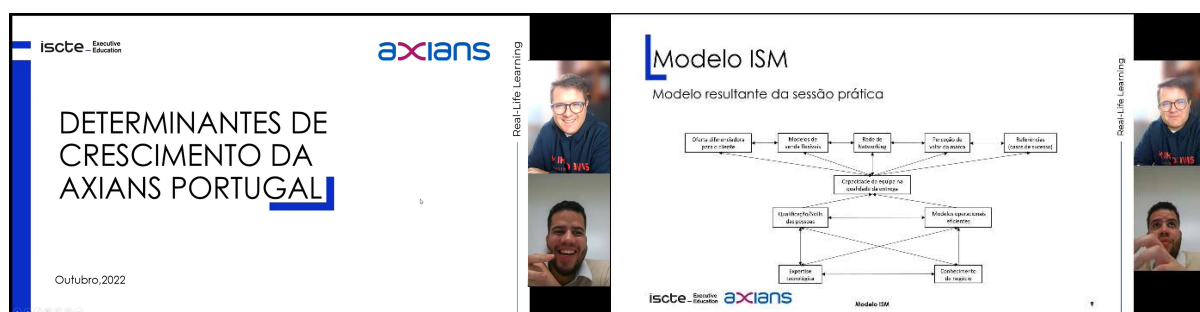 iscte Executive
Education
axians
Real-Life Learning
DETERMINANTES DE
CRESCIMENTO DA
AXIANS PORTUGAL
Outubro,2022
Modelo ISM
Modelo resultante da sessão prática
Real-Life Learning
Oferta diferenciadora
para o cliente
Modelos de
venda flexíveis
Rede de
Networking
Perceção de
valor da marca
Referências
(casos de sucesso)
Capacidade da equipa na
qualidade da entrega
Qualificação/Skills
das pessoas
Modelos operacionais
eficientes
Expertise
tecnológica
Conhecimento
do negócio
iscte Executive
Education
axians
Modelo ISM